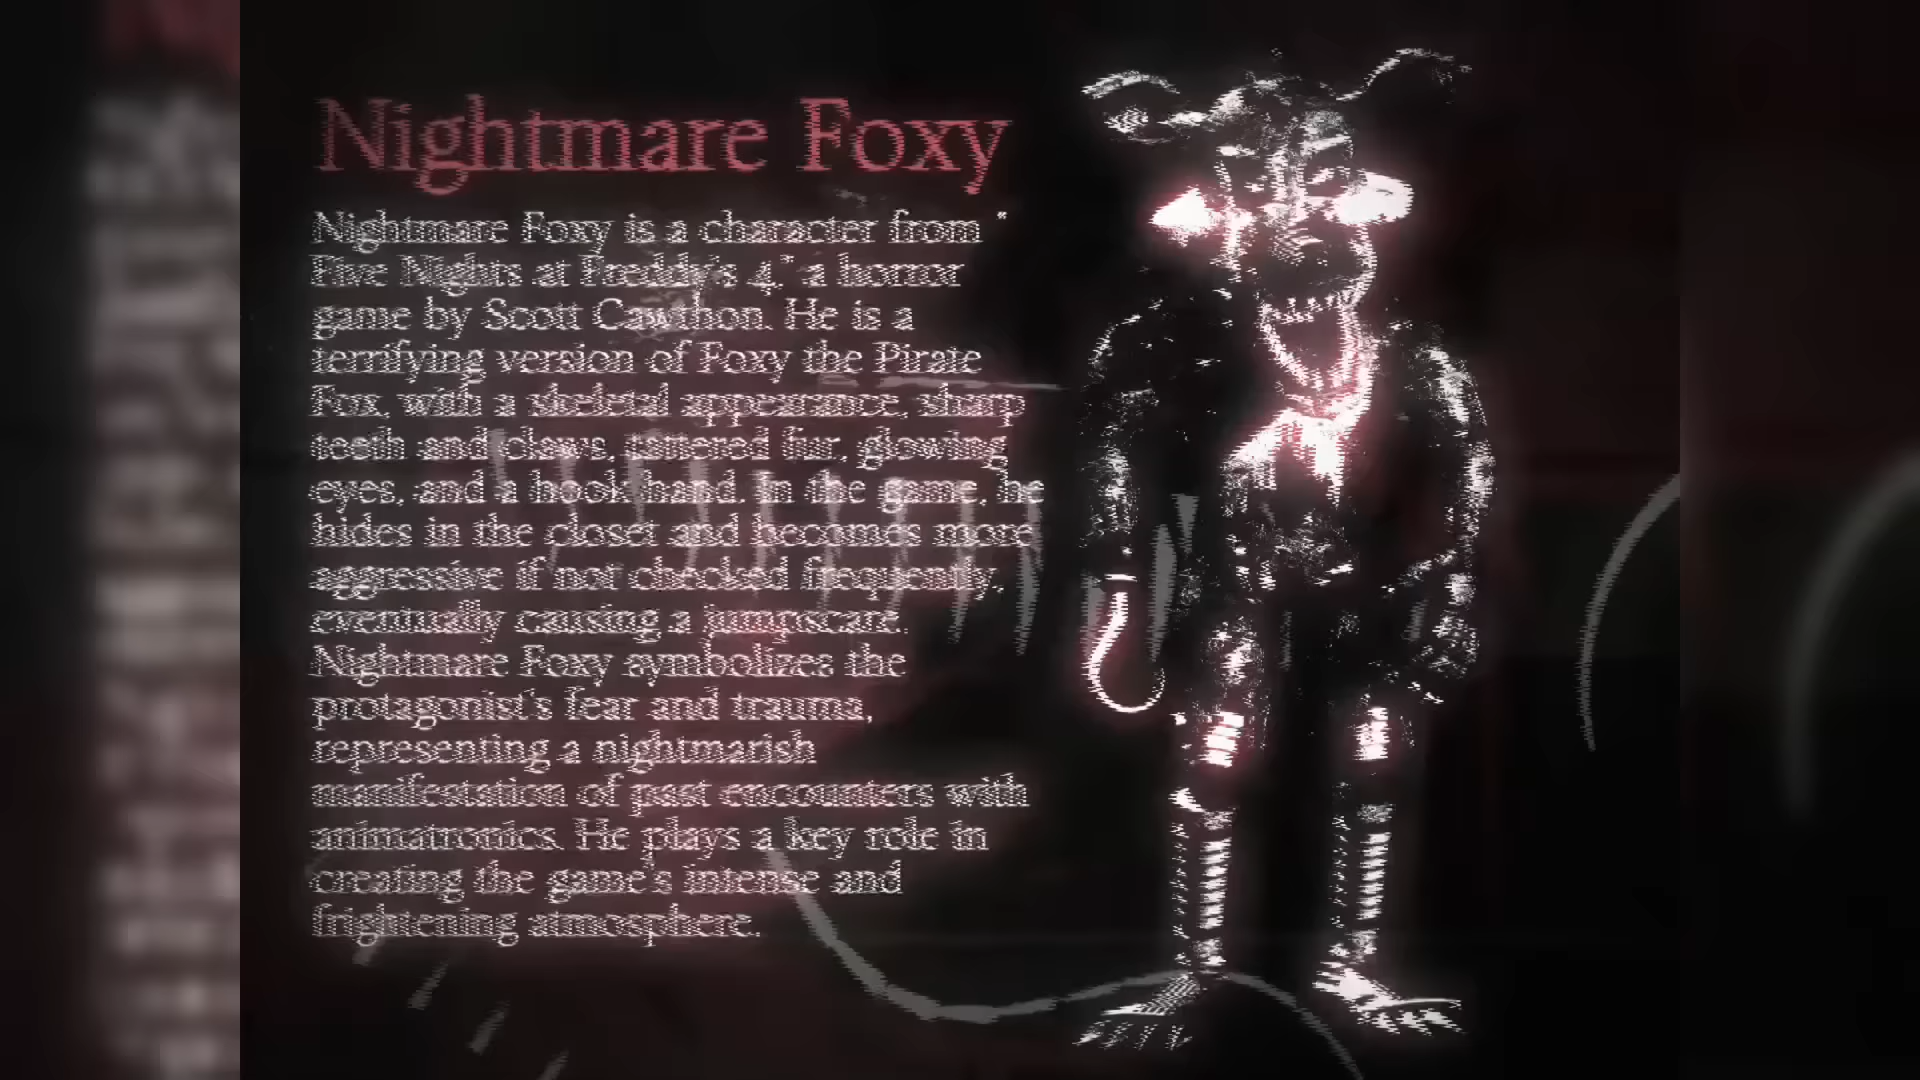 Nightmare Foxy
Nightmare Foxy is a character from "
Five Nights at Freddy's 4," a horror
game by Scott Cawthon. He is a
terrifying version of Foxy the Pirate
Fox, with a skeletal appearance, sharp
teeth and claws, tattered fur, glowing
eyes, and a hook hand. In the game, he
hides in the closet and becomes more
aggressive if not checked frequently,
eventually causing a jumpscare.
Nightmare Foxy symbolizes the
protagonist's fear and trauma,
representing a nightmarish
manifestation of past encounters with
animatronics. He plays a key role in
creating the game's intense and
frightening atmosphere.